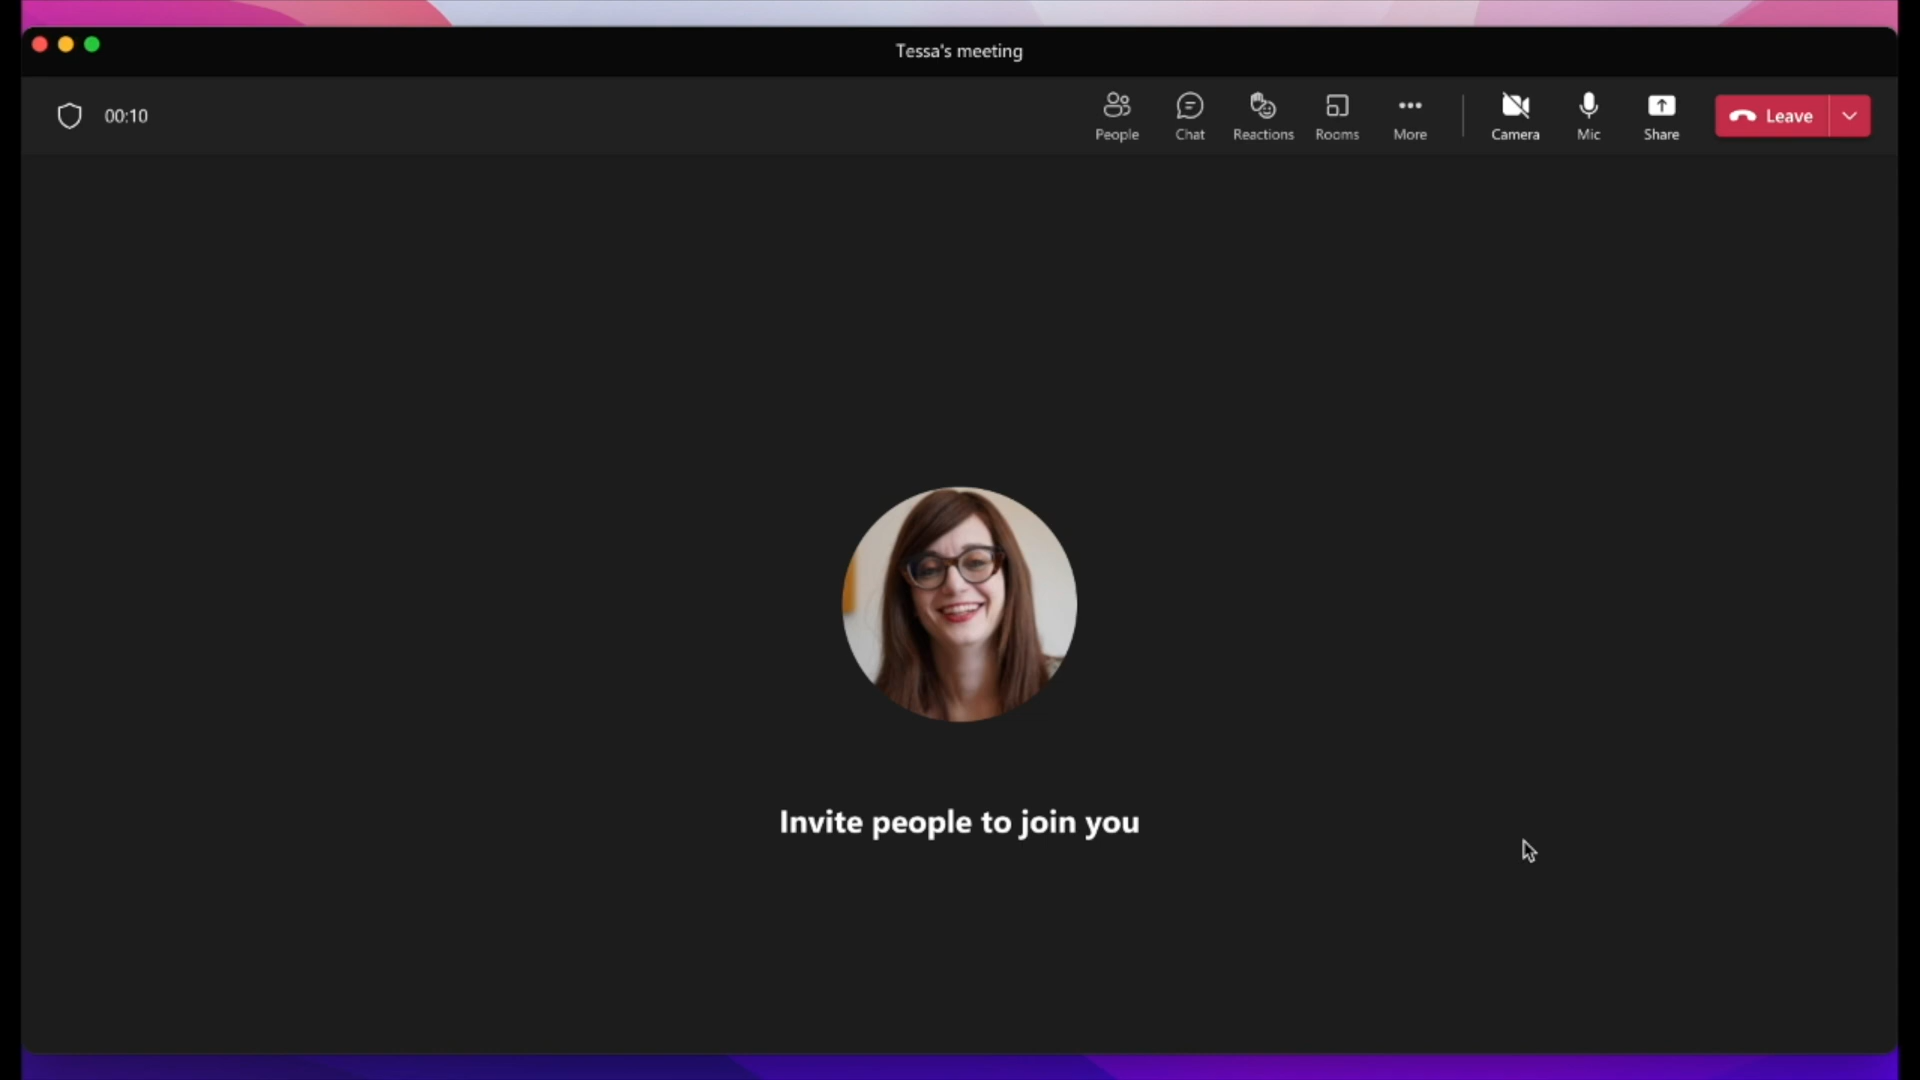 Tessa's meeting
00:10
People
Chat
Reactions
Rooms
More
Camera
Mic
Share
Leave
Invite people to join you